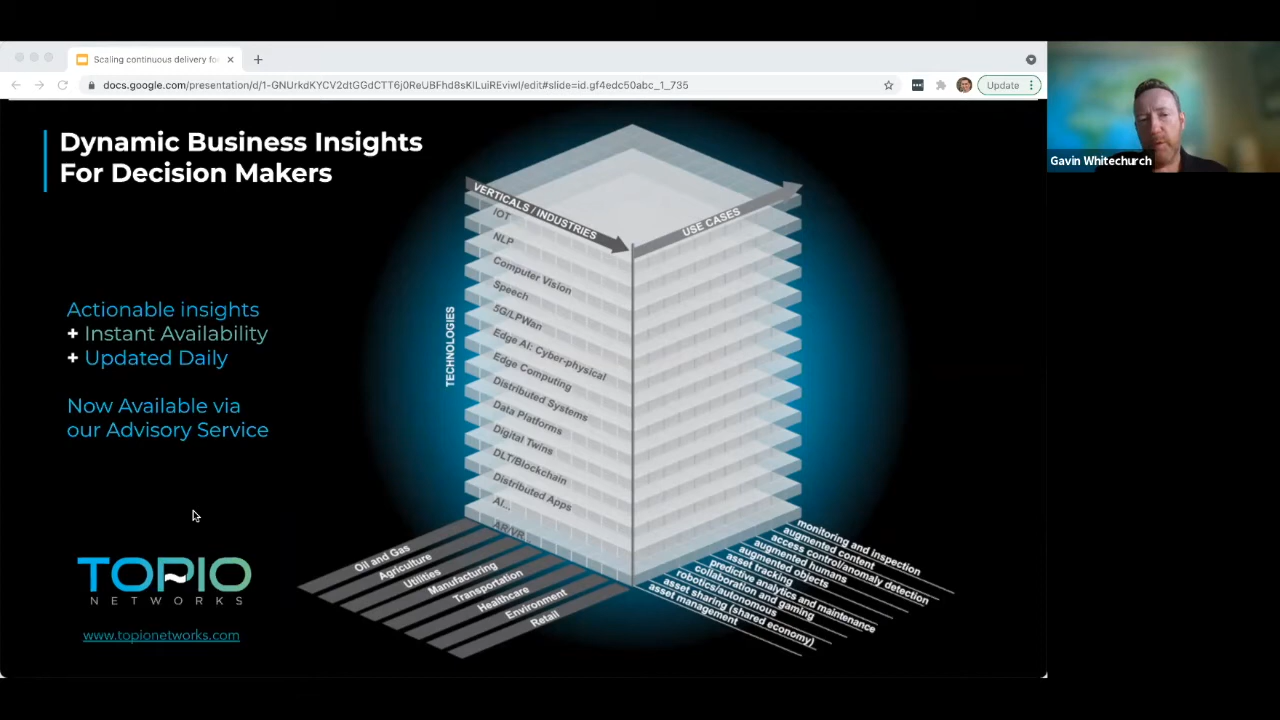 Scaling continuous delivery for
docs.google.com/presentation/d/1-GNUrkdKYCV2dtGGdCTT6j0ReUBFhd8sKlLuiREviwI/edit#slide=id.gf4edc50abc_1_735
Update
Gavin Whitechurch
Dynamic Business Insights
For Decision Makers
Actionable insights
+ Instant Availability
+ Updated Daily
Now Available via
our Advisory Service
TOPIO
NETWORKS
www.topionetworks.com
VERTICALS / INDUSTRIES
USE CASES
TECHNOLOGIES
IOT
NLP
Computer Vision
Speech
5G/LPWan
Edge AI: Cyber-physical
Edge Computing
Distributed Systems
Data Platforms
Digital Twins
DLT/Blockchain
Distributed Apps
AI...
AR/VR
Oil and Gas
Agriculture
Utilities
Manufacturing
Transportation
Healthcare
Environment
Retail
monitoring and inspection
augmented content
access control/anomaly detection
augmented humans
augmented objects
asset tracking
predictive analytics and maintenance
collaboration and gaming
robotics/autonomous
asset sharing (shared economy)
asset management